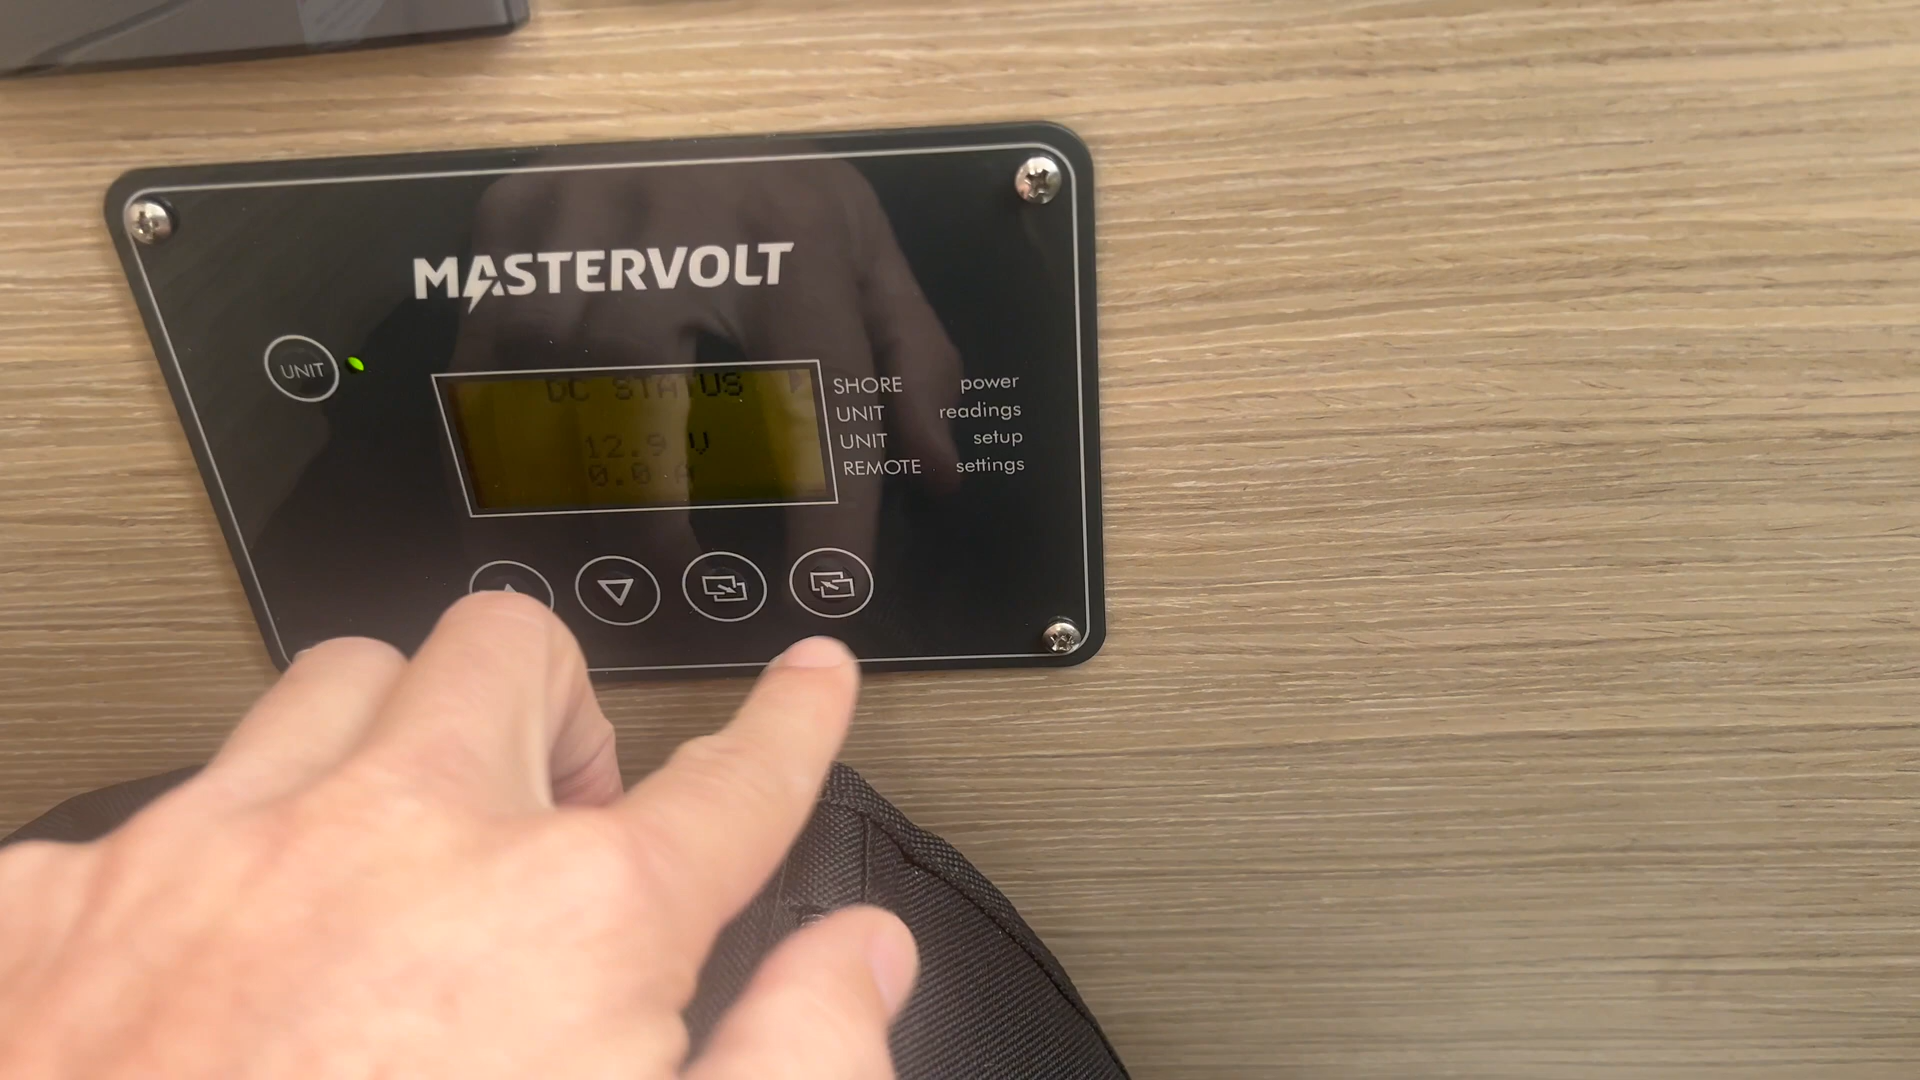 MASTERVOLT
UNIT
DC STATUS
12.9 V
0.0 A
SHORE power
UNIT readings
UNIT setup
REMOTE settings